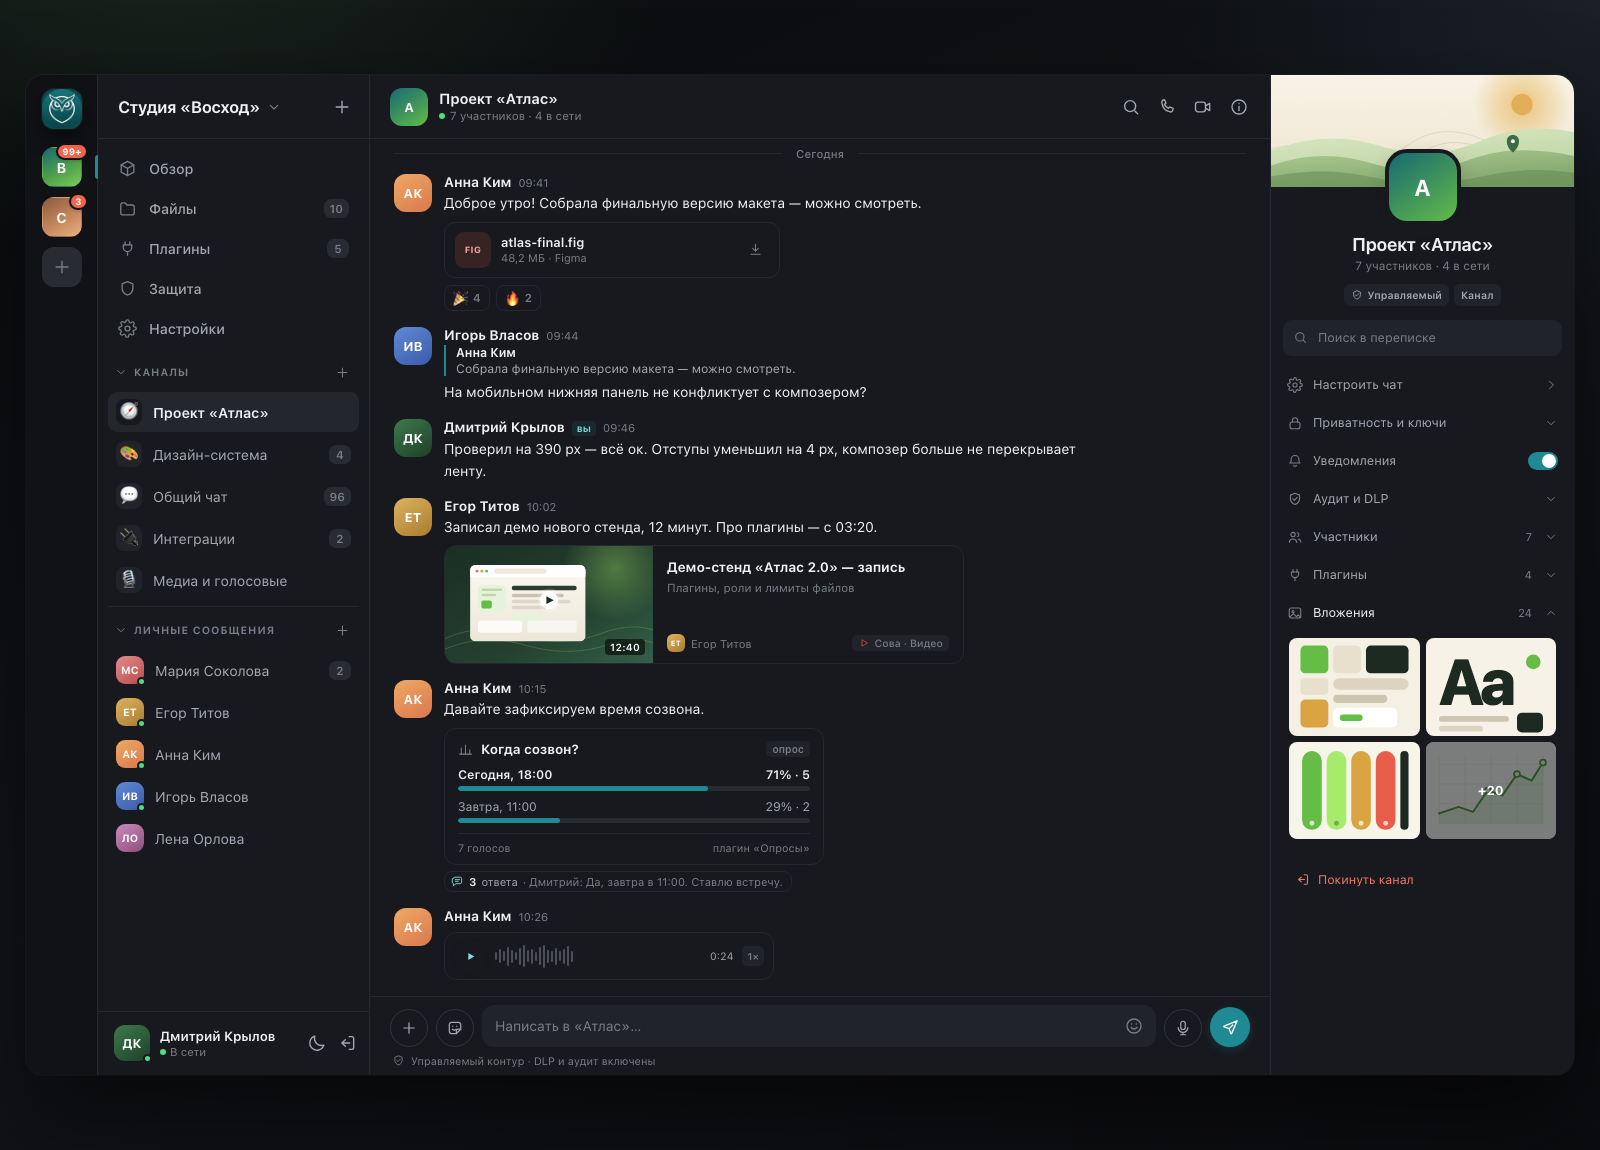 99+
В
3
С
Студия «Восход»
Обзор
Файлы 10
Плагины 5
Защита
Настройки
КАНАЛЫ
Проект «Атлас»
Дизайн-система 4
Общий чат 96
Интеграции 2
Медиа и голосовые
ЛИЧНЫЕ СООБЩЕНИЯ
МС Мария Соколова 2
ЕТ Егор Титов
АК Анна Ким
ИВ Игорь Власов
ЛО Лена Орлова
ДК Дмитрий Крылов
В сети
А Проект «Атлас»
7 участников · 4 в сети
Сегодня
АК Анна Ким 09:41
Доброе утро! Собрала финальную версию макета — можно смотреть.
FIG atlas-final.fig
48,2 МБ · Figma
4 2
ИВ Игорь Власов 09:44
Анна Ким
Собрала финальную версию макета — можно смотреть.
На мобильном нижняя панель не конфликтует с композером?
ДК Дмитрий Крылов вы 09:46
Проверил на 390 px — всё ок. Отступы уменьшил на 4 px, композер больше не перекрывает
ленту.
ЕТ Егор Титов 10:02
Записал демо нового стенда, 12 минут. Про плагины — с 03:20.
12:40
Демо-стенд «Атлас 2.0» — запись
Плагины, роли и лимиты файлов
ЕТ Егор Титов Сова · Видео
АК Анна Ким 10:15
Давайте зафиксируем время созвона.
Когда созвон? опрос
Сегодня, 18:00 71% · 5
Завтра, 11:00 29% · 2
7 голосов плагин «Опросы»
3 ответа · Дмитрий: Да, завтра в 11:00. Ставлю встречу.
АК Анна Ким 10:26
0:24 1×
Написать в «Атлас»…
Управляемый контур · DLP и аудит включены
А
Проект «Атлас»
7 участников · 4 в сети
Управляемый Канал
Поиск в переписке
Настроить чат
Приватность и ключи
Уведомления
Аудит и DLP
Участники 7
Плагины 4
Вложения 24
Aa
+20
Покинуть канал